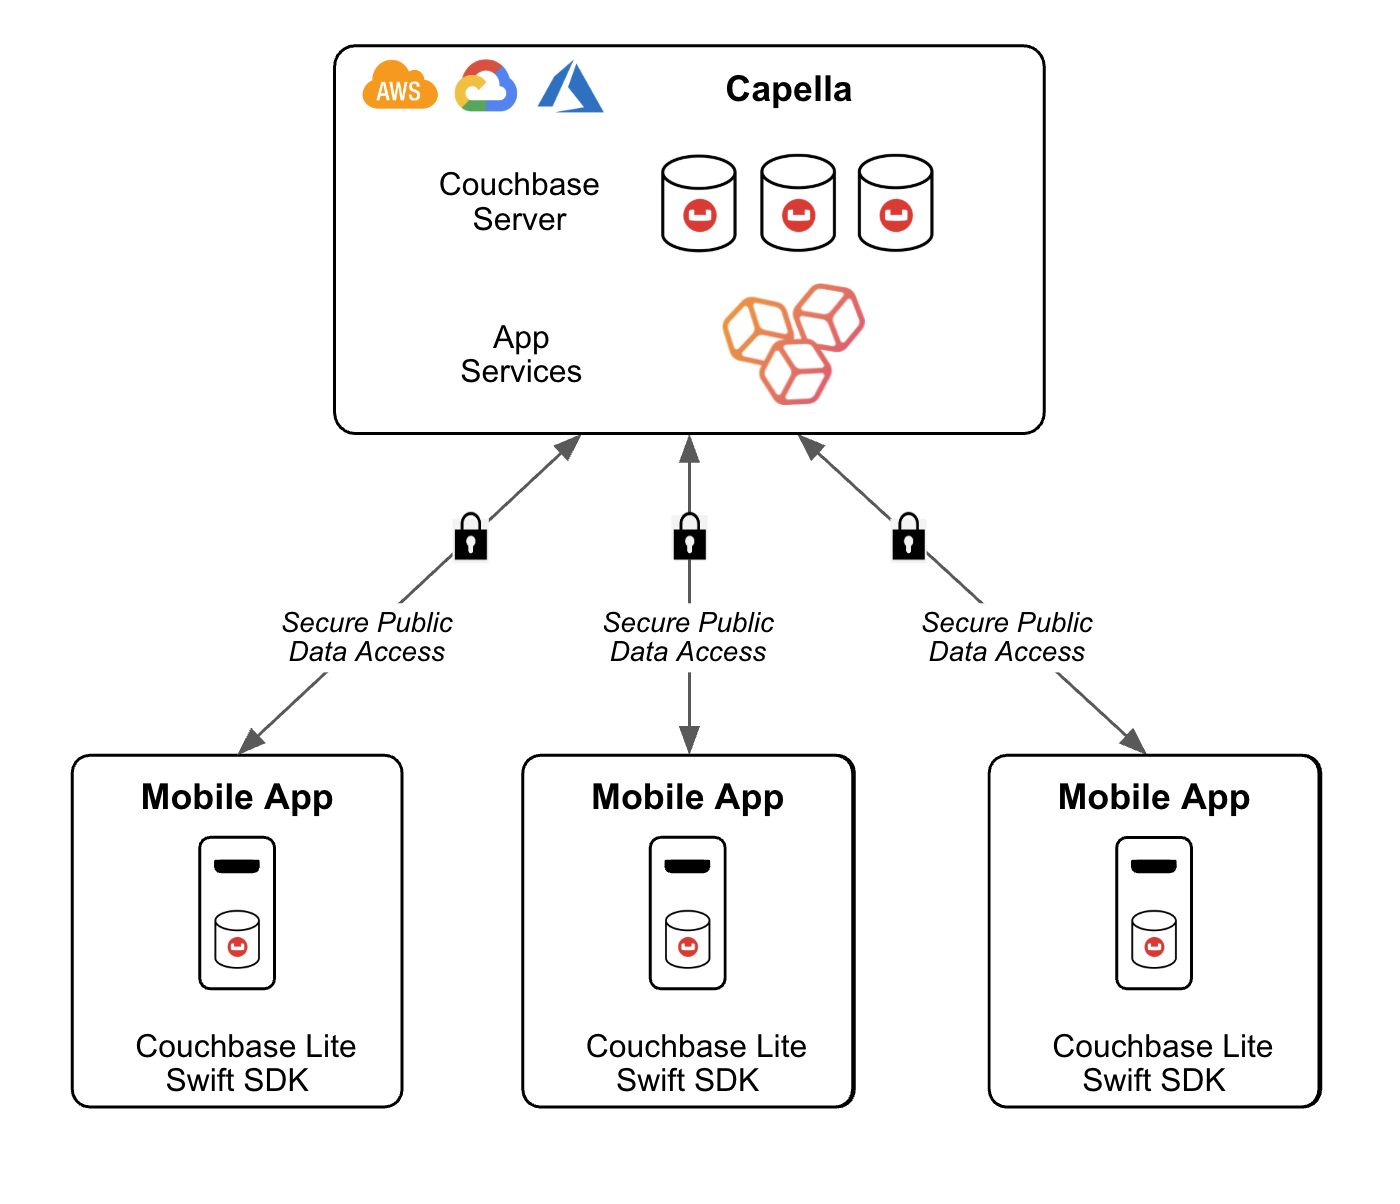 AWS
Capella
Couchbase
Server
App
Services
Secure Public
Data Access
Secure Public
Data Access
Secure Public
Data Access
Mobile App
Couchbase Lite
Swift SDK
Mobile App
Couchbase Lite
Swift SDK
Mobile App
Couchbase Lite
Swift SDK